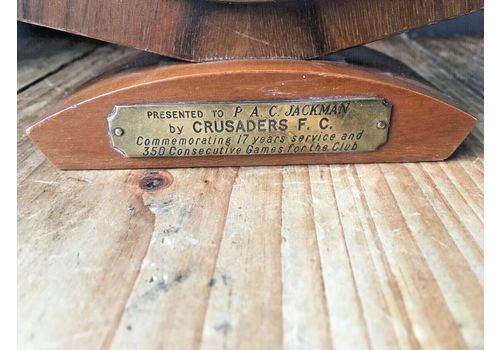 PRESENTED TO P. A. C. JACKMAN
by CRUSADERS F. C.
Commemorating 17 years service and
350 Consecutive Games for the Club